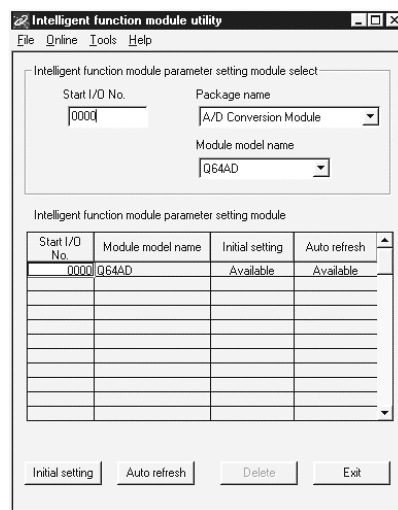 Intelligent function module utility
File Online Tools Help
Intelligent function module parameter setting module select
Start I/O No. Package name
0000 A/D Conversion Module
Module model name
Q64AD
Intelligent function module parameter setting module
Start I/O No. Module model name Initial setting Auto refresh
0000 Q64AD Available Available
Initial setting Auto refresh Delete Exit